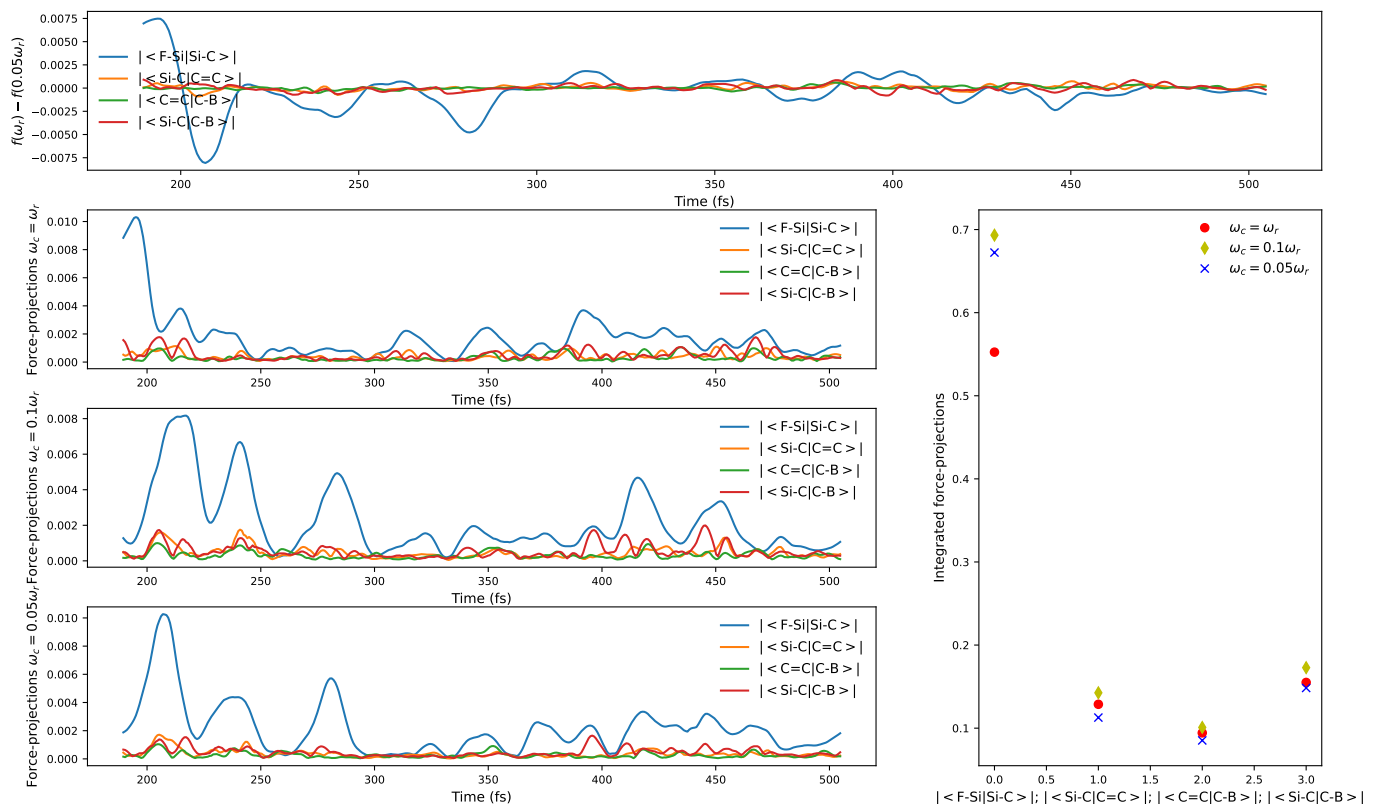 f(ω_r) − f(0.05ω_r)
0.0075
0.0050
0.0025
0.0000
−0.0025
−0.0050
−0.0075
|<F-Si|Si-C>|
|<Si-C|C=C>|
|<C=C|C-B>|
|<Si-C|C-B>|
200 250 300 350 400 450 500
Time (fs)
Force-projections ω_c = ω_r
0.010
0.008
0.006
0.004
0.002
0.000
|<F-Si|Si-C>|
|<Si-C|C=C>|
|<C=C|C-B>|
|<Si-C|C-B>|
200 250 300 350 400 450 500
Time (fs)
Force-projections ω_c = 0.1ω_r
0.008
0.006
0.004
0.002
0.000
|<F-Si|Si-C>|
|<Si-C|C=C>|
|<C=C|C-B>|
|<Si-C|C-B>|
200 250 300 350 400 450 500
Time (fs)
Force-projections ω_c = 0.05ω_r
0.010
0.008
0.006
0.004
0.002
0.000
|<F-Si|Si-C>|
|<Si-C|C=C>|
|<C=C|C-B>|
|<Si-C|C-B>|
200 250 300 350 400 450 500
Time (fs)
Integrated force-projections
0.7
0.6
0.5
0.4
0.3
0.2
0.1
ω_c = ω_r
ω_c = 0.1ω_r
ω_c = 0.05ω_r
0.0 0.5 1.0 1.5 2.0 2.5 3.0
|<F-Si|Si-C>|; |<Si-C|C=C>|; |<C=C|C-B>|; |<Si-C|C-B>|